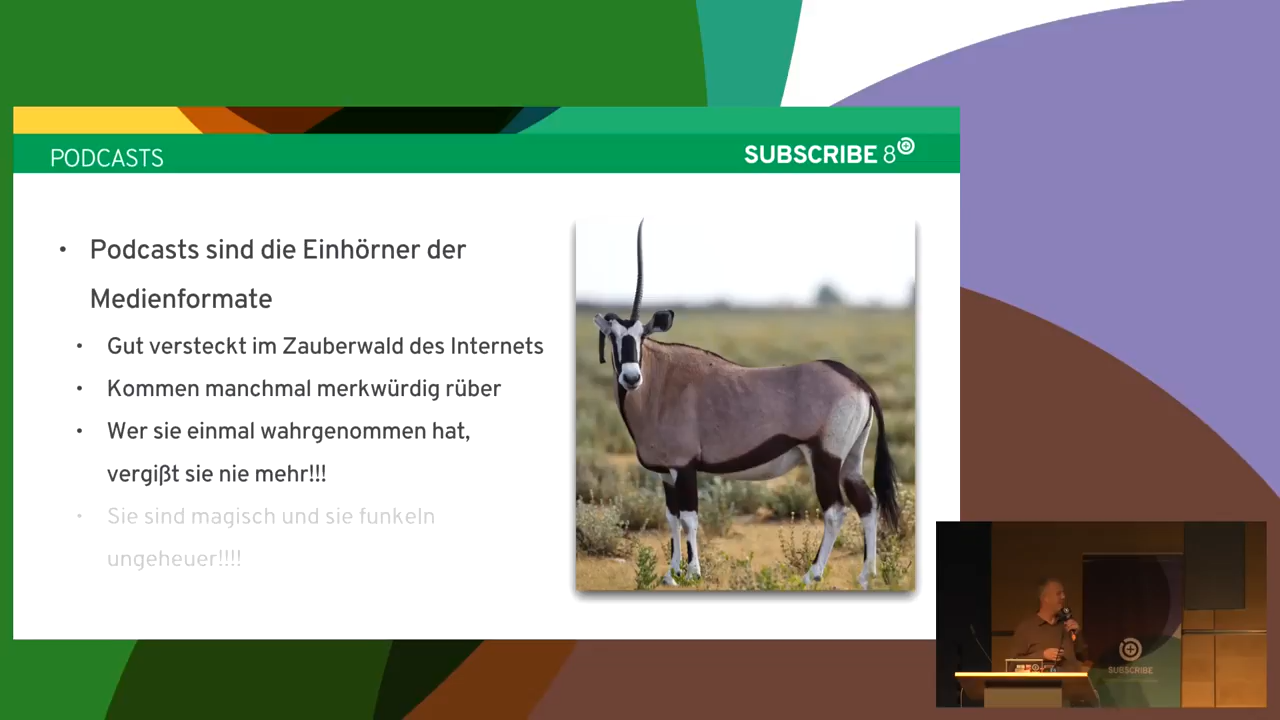 PODCASTS
SUBSCRIBE 8
• Podcasts sind die Einhörner der
Medienformate
• Gut versteckt im Zauberwald des Internets
• Kommen manchmal merkwürdig rüber
• Wer sie einmal wahrgenommen hat,
vergißt sie nie mehr!!!
• Sie sind magisch und sie funkeln
ungeheuer!!!!
SUBSCRIBE